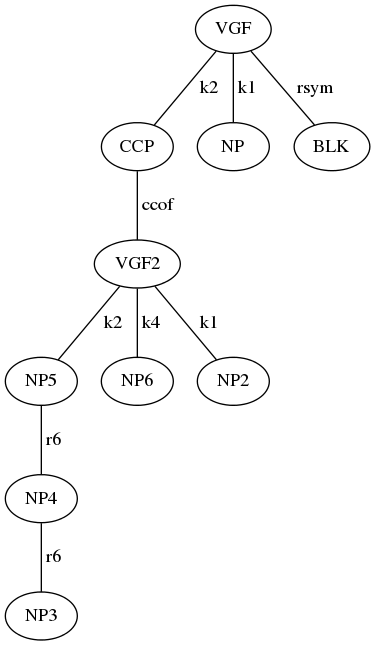 VGF
k2 k1 rsym
CCP NP BLK
ccof
VGF2
k2 k4 k1
NP5 NP6 NP2
r6
NP4
r6
NP3